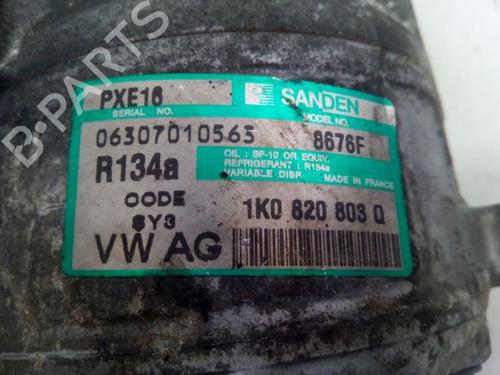 B-PARTS
PXE16
SANDEN
SERIAL NO.
MODEL NO.
06307010565
8676F
R134a
OIL : SP-10 OR EQUIV.
REFRIGERANT : R134a
VARIABLE DISP. MADE IN FRANCE
CODE
8Y3
1K0 820 803 Q
VW AG